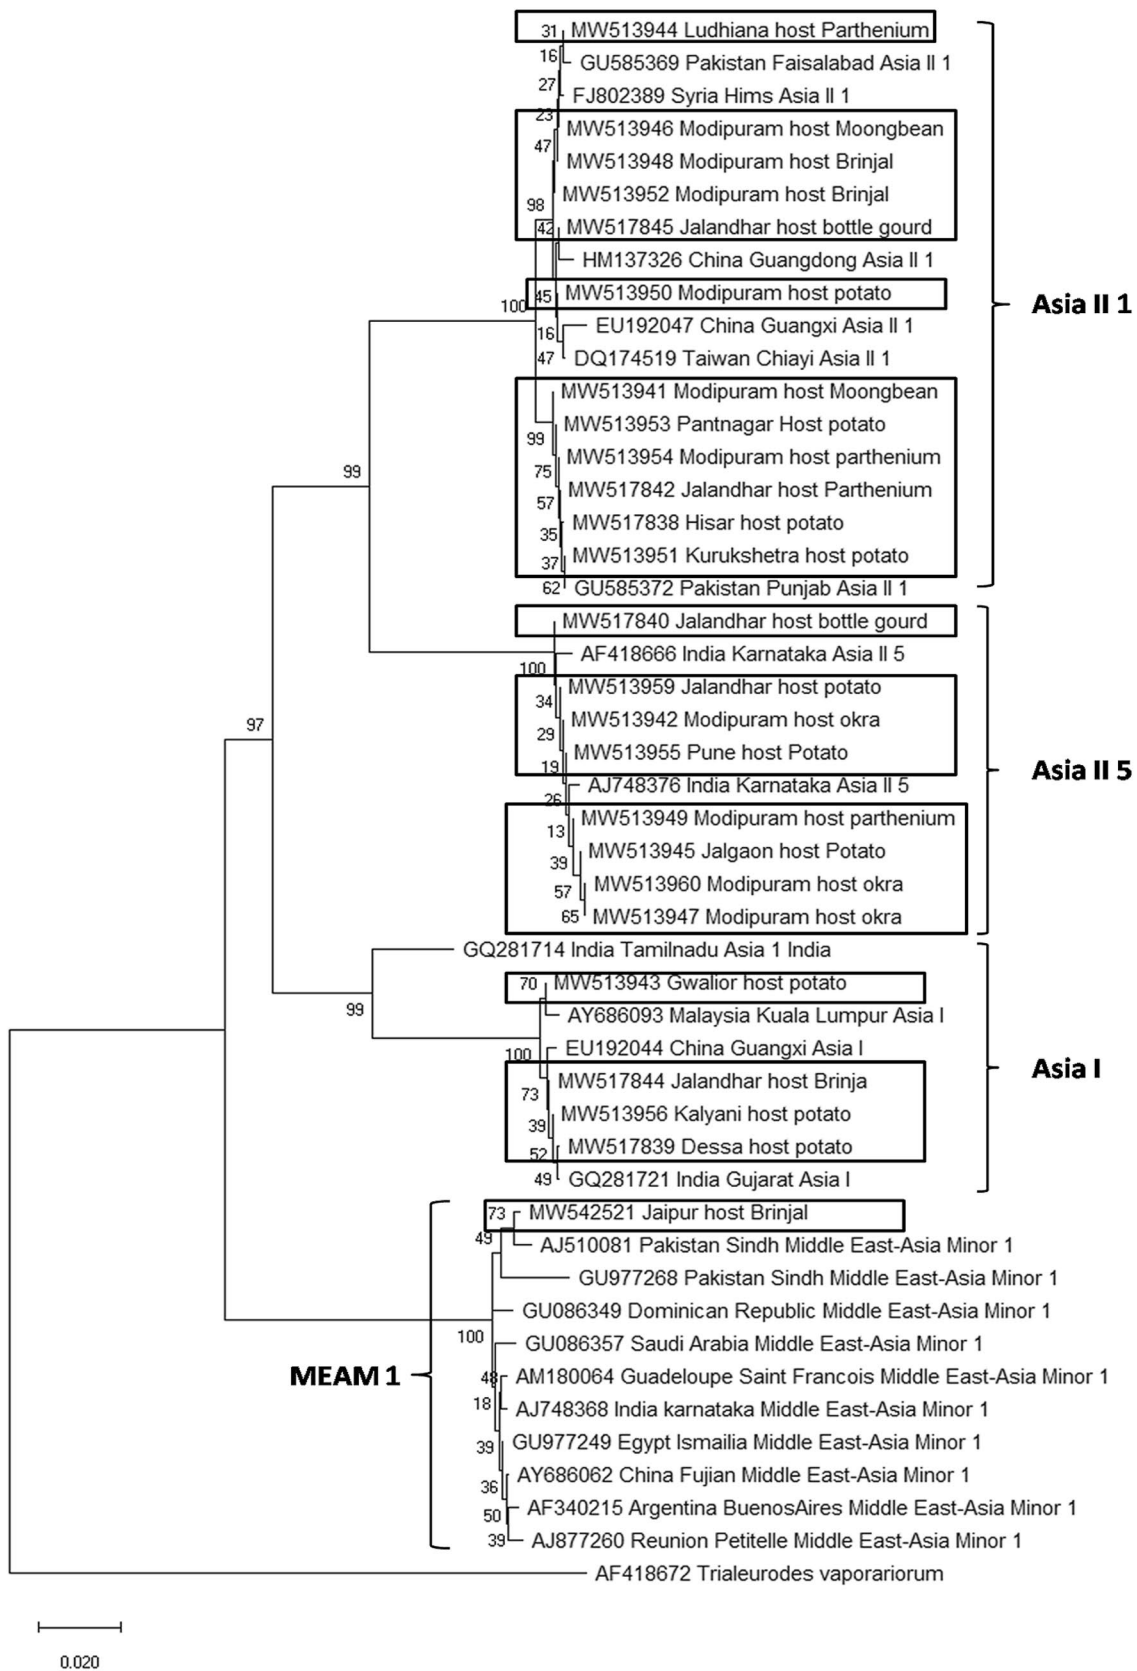 31 MW513944 Ludhiana host Parthenium
16 GU585369 Pakistan Faisalabad Asia II 1
27 FJ802389 Syria Hims Asia II 1
23
MW513946 Modipuram host Moongbean
47 MW513948 Modipuram host Brinjal
MW513952 Modipuram host Brinjal
98
42 MW517845 Jalandhar host bottle gourd
HM137326 China Guangdong Asia II 1
45 MW513950 Modipuram host potato
100
Asia II 1
16 EU192047 China Guangxi Asia II 1
47 DQ174519 Taiwan Chiayi Asia II 1
MW513941 Modipuram host Moongbean
MW513953 Pantnagar Host potato
99
MW513954 Modipuram host parthenium
75
MW517842 Jalandhar host Parthenium
57
MW517838 Hisar host potato
35
37 MW513951 Kurukshetra host potato
62 GU585372 Pakistan Punjab Asia II 1
99
MW517840 Jalandhar host bottle gourd
AF418666 India Karnataka Asia II 5
100
MW513959 Jalandhar host potato
34
MW513942 Modipuram host okra
29
97
MW513955 Pune host Potato
19
Asia II 5
AJ748376 India Karnataka Asia II 5
26
13 MW513949 Modipuram host parthenium
39 MW513945 Jalgaon host Potato
57 MW513960 Modipuram host okra
65 MW513947 Modipuram host okra
GQ281714 India Tamilnadu Asia 1 India
70 MW513943 Gwalior host potato
99
AY686093 Malaysia Kuala Lumpur Asia I
EU192044 China Guangxi Asia I
100
Asia I
MW517844 Jalandhar host Brinja
73
39 MW513956 Kalyani host potato
52 MW517839 Dessa host potato
49 GQ281721 India Gujarat Asia I
73 MW542521 Jaipur host Brinjal
49 AJ510081 Pakistan Sindh Middle East-Asia Minor 1
GU977268 Pakistan Sindh Middle East-Asia Minor 1
GU086349 Dominican Republic Middle East-Asia Minor 1
100 GU086357 Saudi Arabia Middle East-Asia Minor 1
MEAM 1
48 AM180064 Guadeloupe Saint Francois Middle East-Asia Minor 1
18 AJ748368 India karnataka Middle East-Asia Minor 1
39 GU977249 Egypt Ismailia Middle East-Asia Minor 1
36 AY686062 China Fujian Middle East-Asia Minor 1
50 AF340215 Argentina BuenosAires Middle East-Asia Minor 1
39 AJ877260 Reunion Petitelle Middle East-Asia Minor 1
AF418672 Trialeurodes vaporariorum
0.020